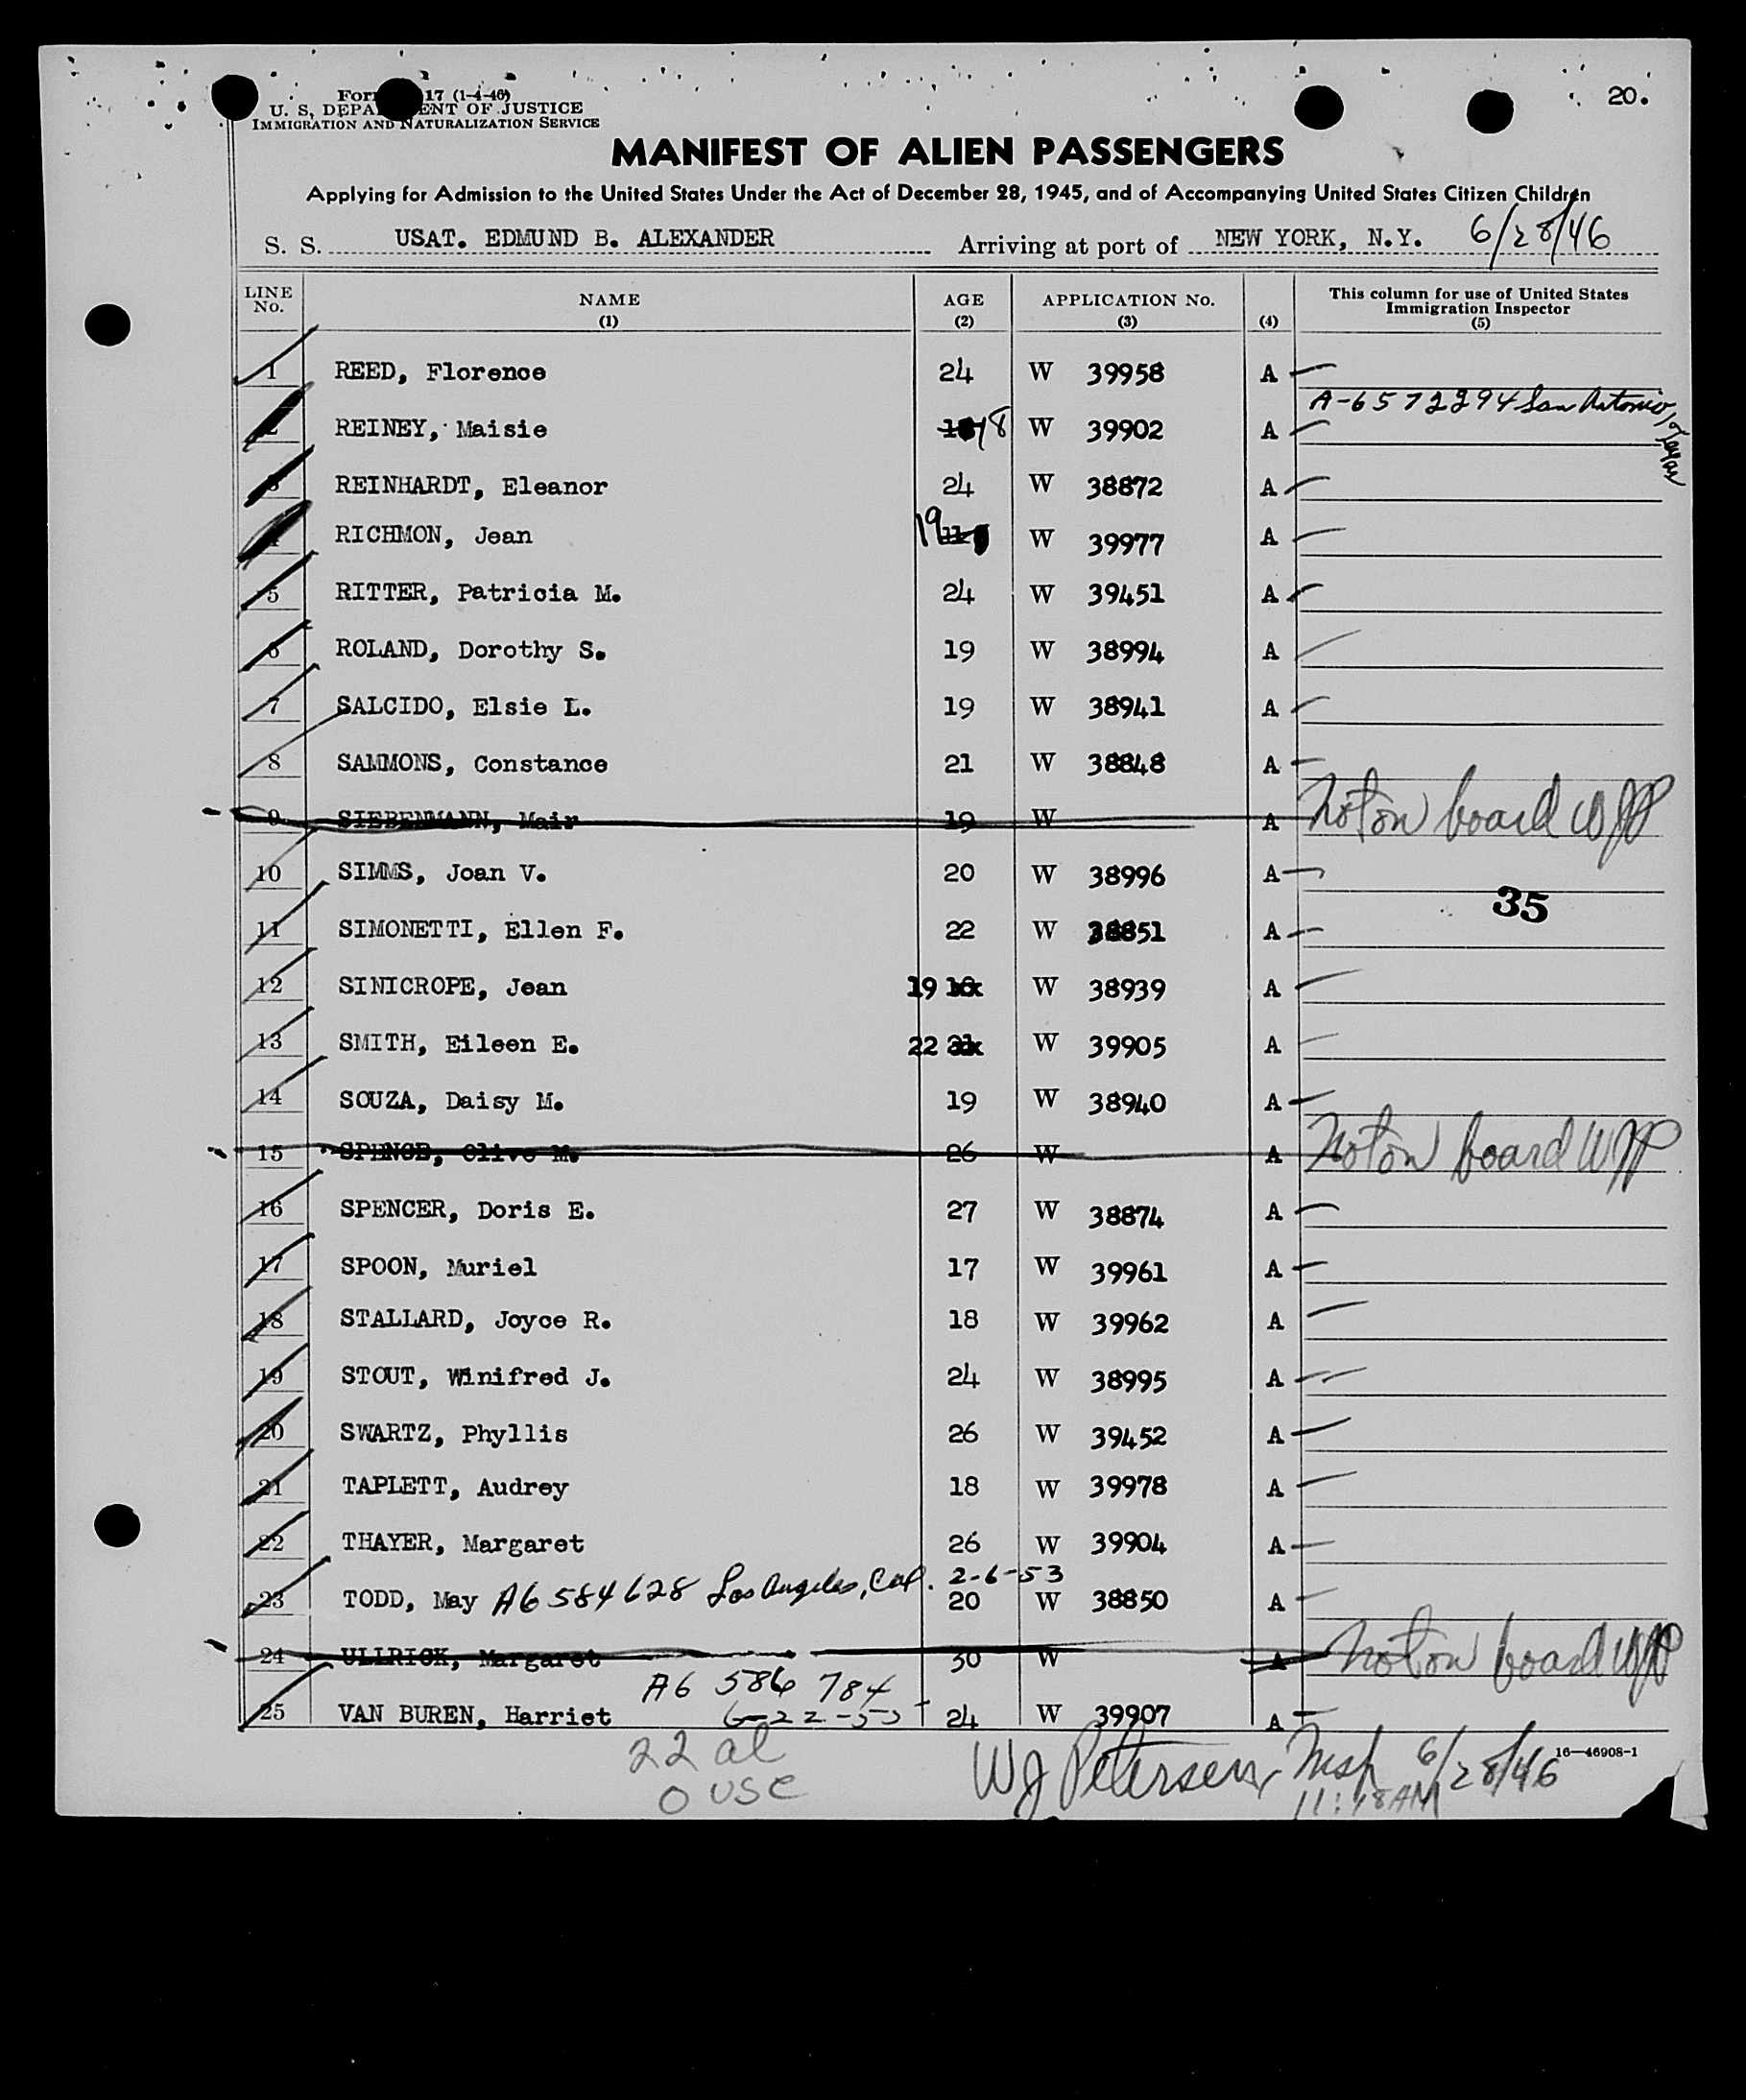 20.
Form 17 (1-4-46)
U. S. DEPARTMENT OF JUSTICE
IMMIGRATION AND NATURALIZATION SERVICE
MANIFEST OF ALIEN PASSENGERS
Applying for Admission to the United States Under the Act of December 28, 1945, and of Accompanying United States Citizen Children
S. S. USAT. EDMUND B. ALEXANDER Arriving at port of NEW YORK, N.Y. 6/28/46
LINE No. NAME (1) AGE (2) APPLICATION No. (3) (4) This column for use of United States Immigration Inspector (5)
1 REED, Florence 24 W 39958 A
A-6572294 San Antonio, Texas
2 REINEY, Maisie 18 W 39902 A
3 REINHARDT, Eleanor 24 W 38872 A
4 RICHMON, Jean 19 W 39977 A
5 RITTER, Patricia M. 24 W 39451 A
6 ROLAND, Dorothy S. 19 W 38994 A
7 SALCIDO, Elsie L. 19 W 38941 A
8 SAMMONS, Constance 21 W 38848 A
9 SIEBENMANN, Mair 19 W A Not on board WJP
10 SIMMS, Joan V. 20 W 38996 A
35
11 SIMONETTI, Ellen F. 22 W 38851 A
12 SINICROPE, Jean 19 W 38939 A
13 SMITH, Eileen E. 22 W 39905 A
14 SOUZA, Daisy M. 19 W 38940 A
15 SPENCE, Olive M. 26 W A Not on board WJP
16 SPENCER, Doris E. 27 W 38874 A
17 SPOON, Muriel 17 W 39961 A
18 STALLARD, Joyce R. 18 W 39962 A
19 STOUT, Winifred J. 24 W 38995 A
20 SWARTZ, Phyllis 26 W 39452 A
21 TAPLETT, Audrey 18 W 39978 A
22 THAYER, Margaret 26 W 39904 A
23 TODD, May A6 584628 Los Angeles, Cal. 2-6-53 20 W 38850 A
24 ULLRICK, Margaret 30 W A Not on board WJP
A6 586 784
25 VAN BUREN, Harriet 6-22-55 24 W 39907 A
16—46908-1
22 al
0 USC
WJ Petersen, Insp 6/28/46
11:18 AM